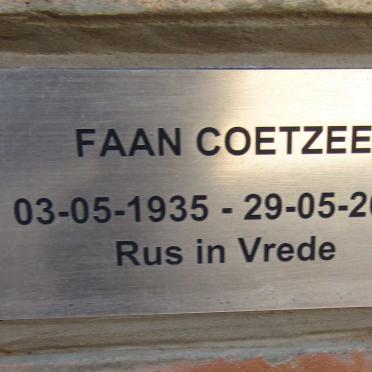 FAAN COETZEE
03-05-1935 - 29-05-2
Rus in Vrede